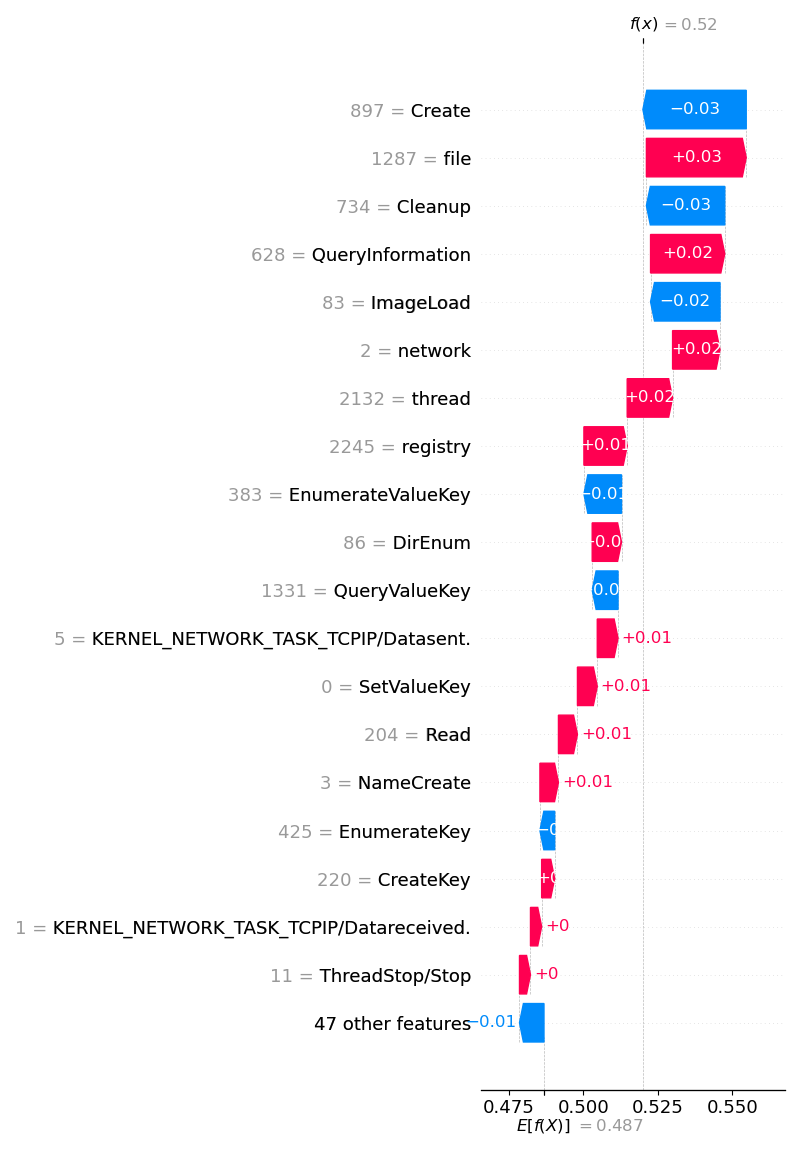 f(x) = 0.52
897 = Create −0.03
1287 = file +0.03
734 = Cleanup −0.03
628 = QueryInformation +0.02
83 = ImageLoad −0.02
2 = network +0.02
2132 = thread +0.02
2245 = registry +0.01
383 = EnumerateValueKey −0.01
86 = DirEnum
1331 = QueryValueKey
5 = KERNEL_NETWORK_TASK_TCPIP/Datasent. +0.01
0 = SetValueKey +0.01
204 = Read +0.01
3 = NameCreate +0.01
425 = EnumerateKey
220 = CreateKey
1 = KERNEL_NETWORK_TASK_TCPIP/Datareceived. +0
11 = ThreadStop/Stop +0
47 other features −0.01
0.475 0.500 0.525 0.550
E[f(X)] = 0.487